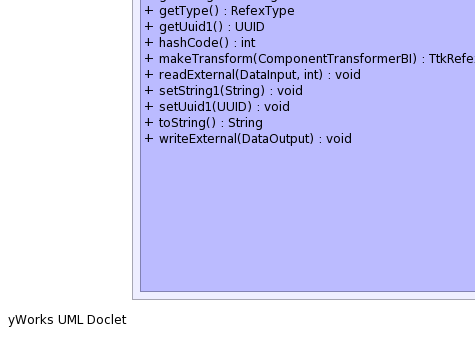 + getType() : RefexType
+ getUuid1() : UUID
+ hashCode() : int
+ makeTransform(ComponentTransformerBI) : TtkRefe
+ readExternal(DataInput, int) : void
+ setString1(String) : void
+ setUuid1(UUID) : void
+ toString() : String
+ writeExternal(DataOutput) : void
yWorks UML Doclet